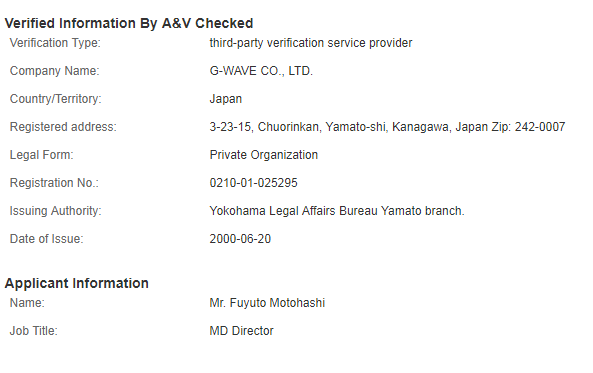 Verified Information By A&V Checked
Verification Type: third-party verification service provider
Company Name: G-WAVE CO., LTD.
Country/Territory: Japan
Registered address: 3-23-15, Chuorinkan, Yamato-shi, Kanagawa, Japan Zip: 242-0007
Legal Form: Private Organization
Registration No.: 0210-01-025295
Issuing Authority: Yokohama Legal Affairs Bureau Yamato branch.
Date of Issue: 2000-06-20
Applicant Information
Name: Mr. Fuyuto Motohashi
Job Title: MD Director